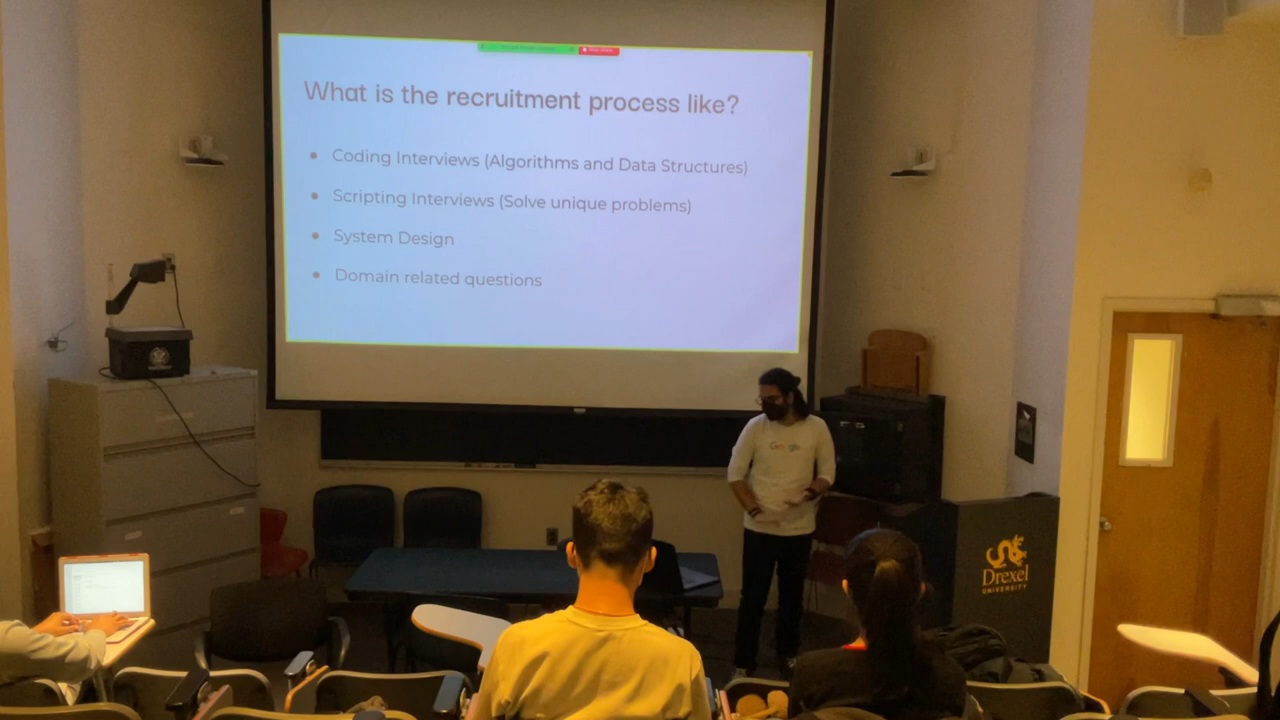 What is the recruitment process like?
• Coding Interviews (Algorithms and Data Structures)
• Scripting Interviews (Solve unique problems)
• System Design
• Domain related questions
Google
Drexel
UNIVERSITY